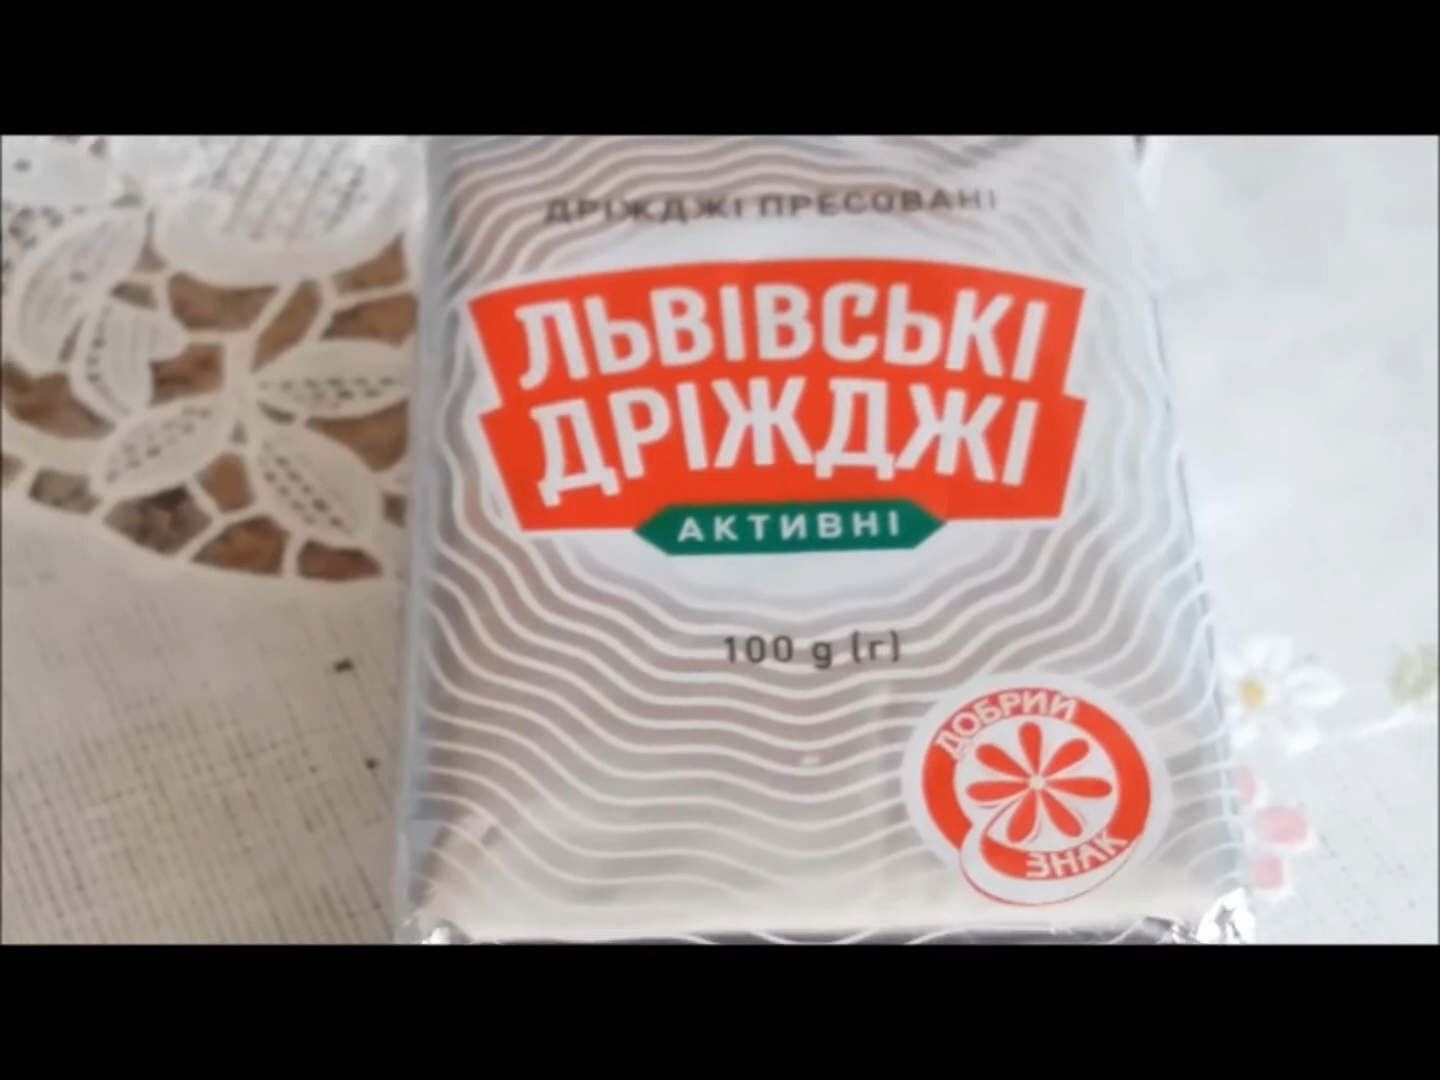 ДРІЖДЖІ ПРЕСОВАНІ
ЛЬВІВСЬКІ
ДРІЖДЖІ
АКТИВНІ
100 g (г)
ДОБРИЙ
ЗНАК